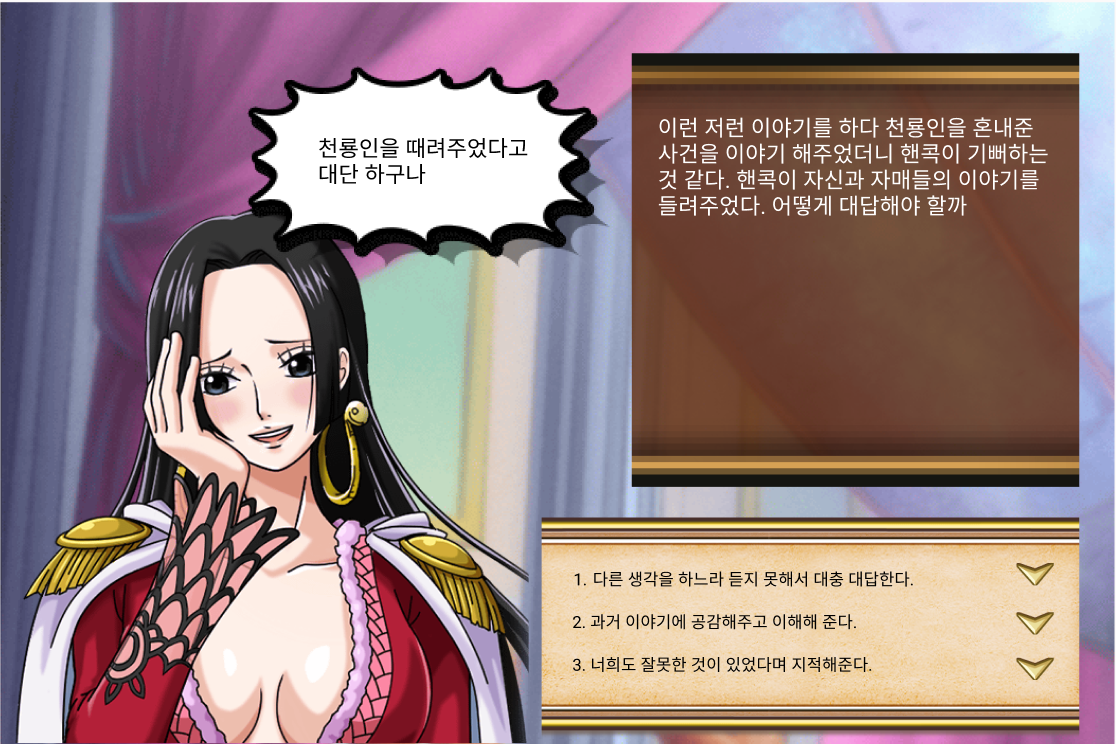 천룡인을 때려주었다고
대단 하구나
이런 저런 이야기를 하다 천룡인을 혼내준
사건을 이야기 해주었더니 핸콕이 기뻐하는
것 같다. 핸콕이 자신과 자매들의 이야기를
들려주었다. 어떻게 대답해야 할까
1. 다른 생각을 하느라 듣지 못해서 대충 대답한다.
2. 과거 이야기에 공감해주고 이해해 준다.
3. 너희도 잘못한 것이 있었다며 지적해준다.